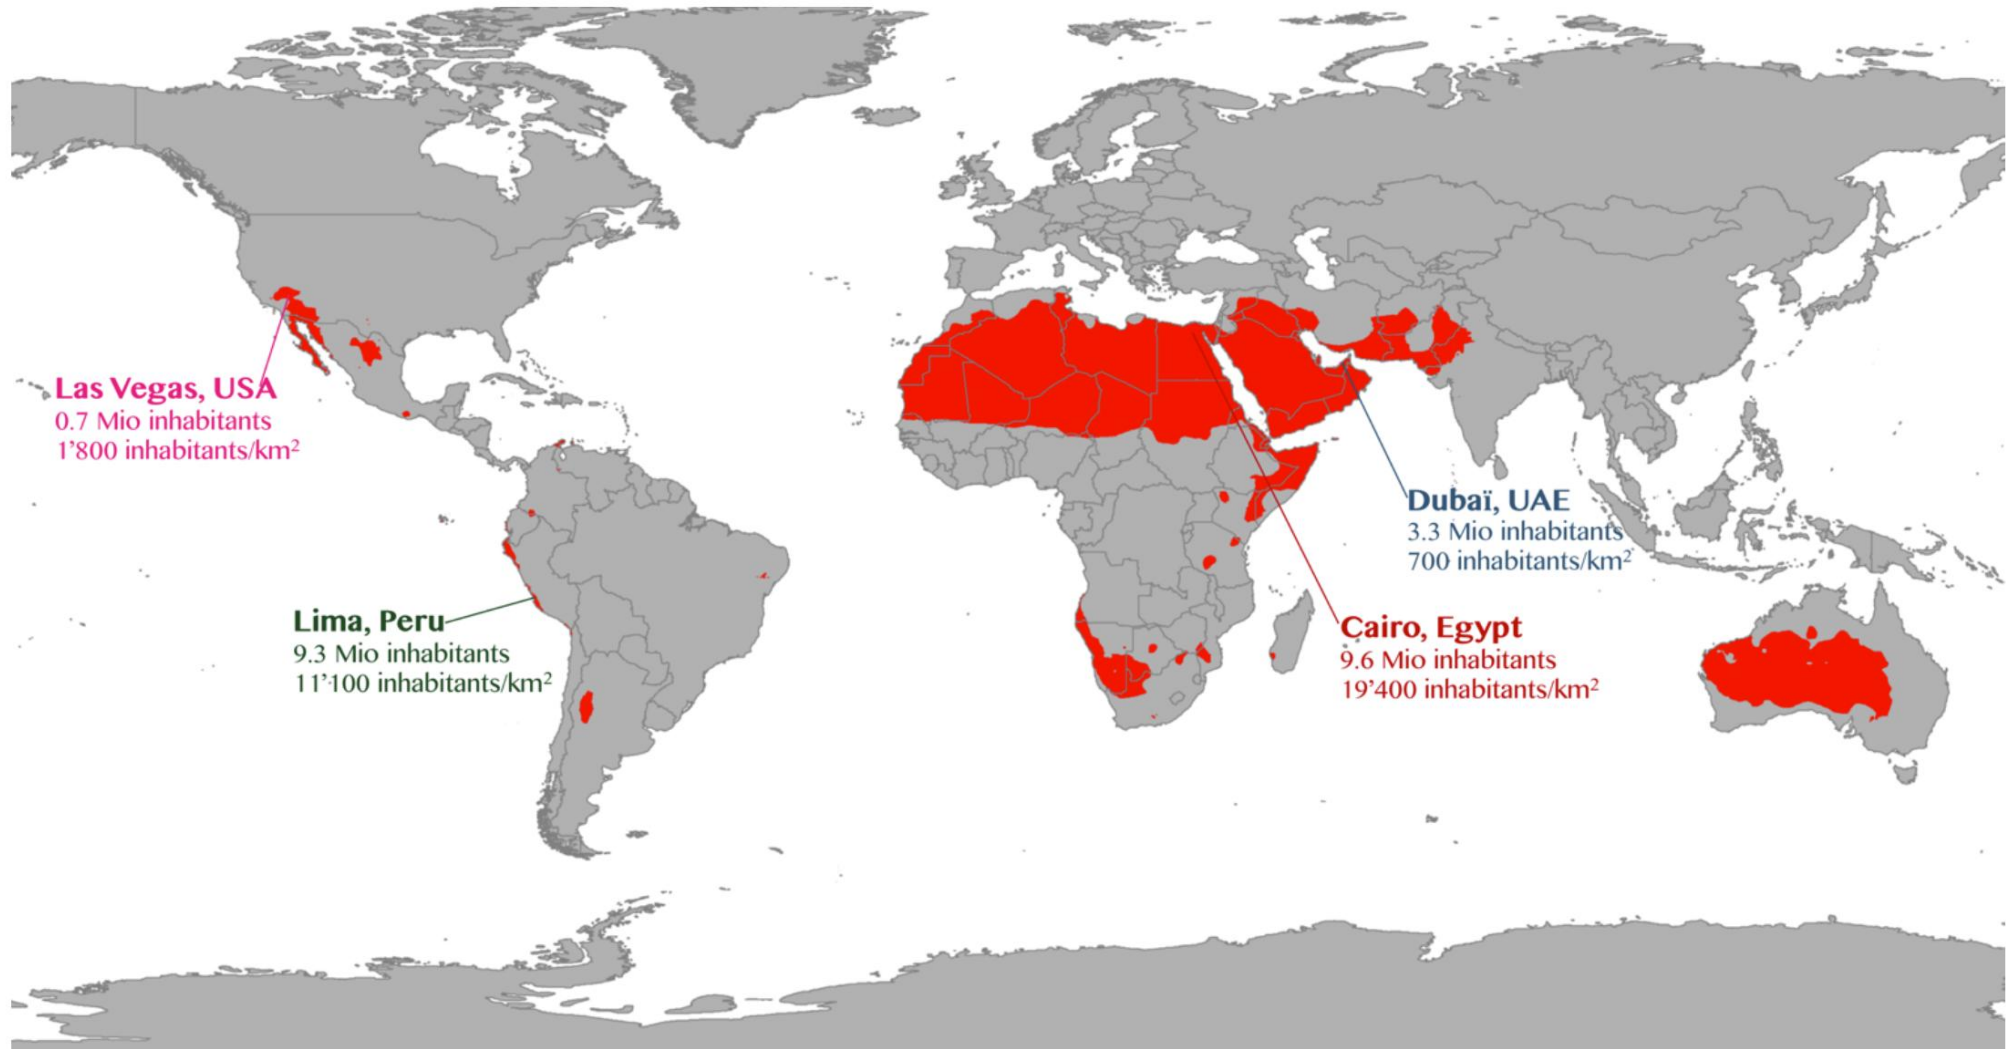 Las Vegas, USA
0.7 Mio inhabitants
1'800 inhabitants/km²
Lima, Peru
9.3 Mio inhabitants
11'100 inhabitants/km²
Dubaï, UAE
3.3 Mio inhabitants
700 inhabitants/km²
Cairo, Egypt
9.6 Mio inhabitants
19'400 inhabitants/km²